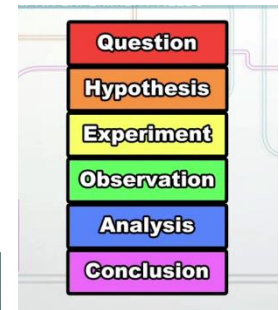 Question
Hypothesis
Experiment
Observation
Analysis
Conclusion